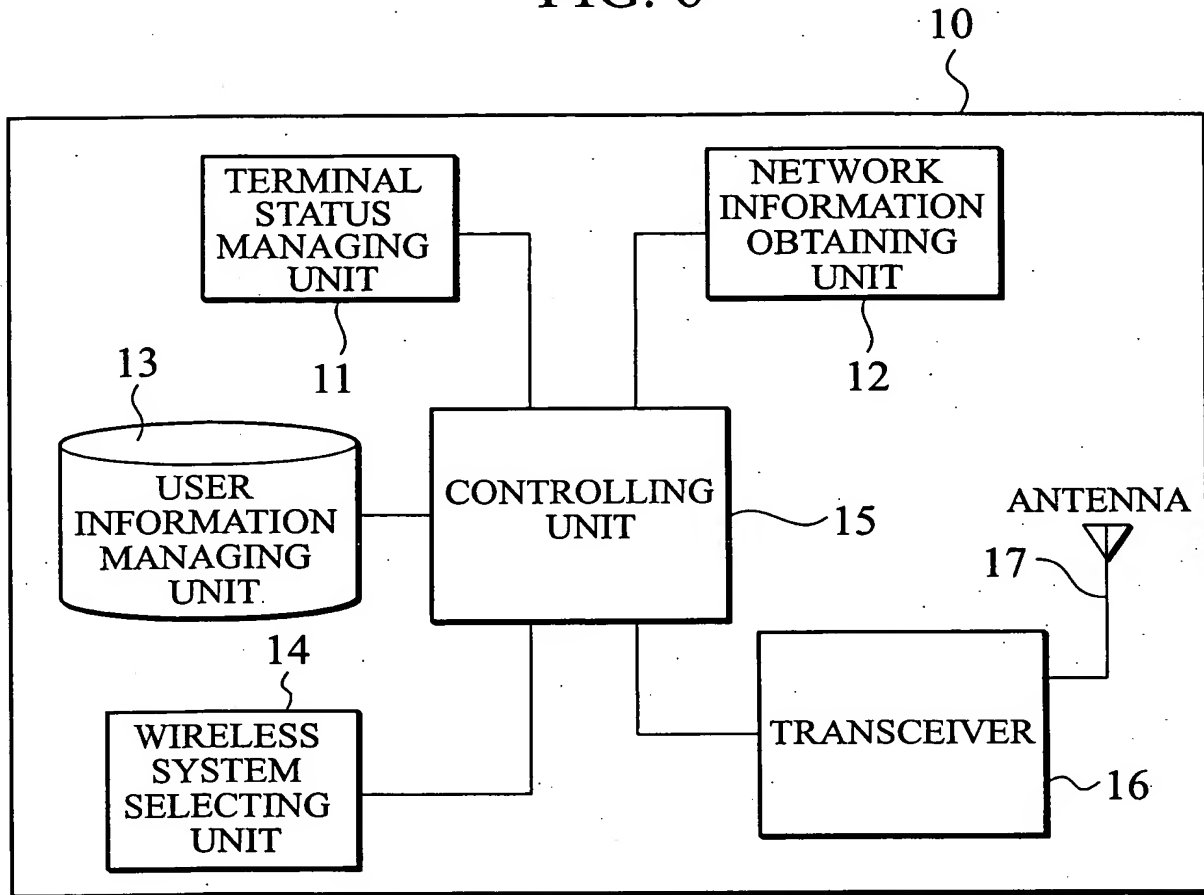 FIG.
10
TERMINAL
STATUS
MANAGING
UNIT
11
NETWORK
INFORMATION
OBTAINING
UNIT
12
13
USER
INFORMATION
MANAGING
UNIT
CONTROLLING
UNIT
15
ANTENNA
17
14
WIRELESS
SYSTEM
SELECTING
UNIT
TRANSCEIVER
16